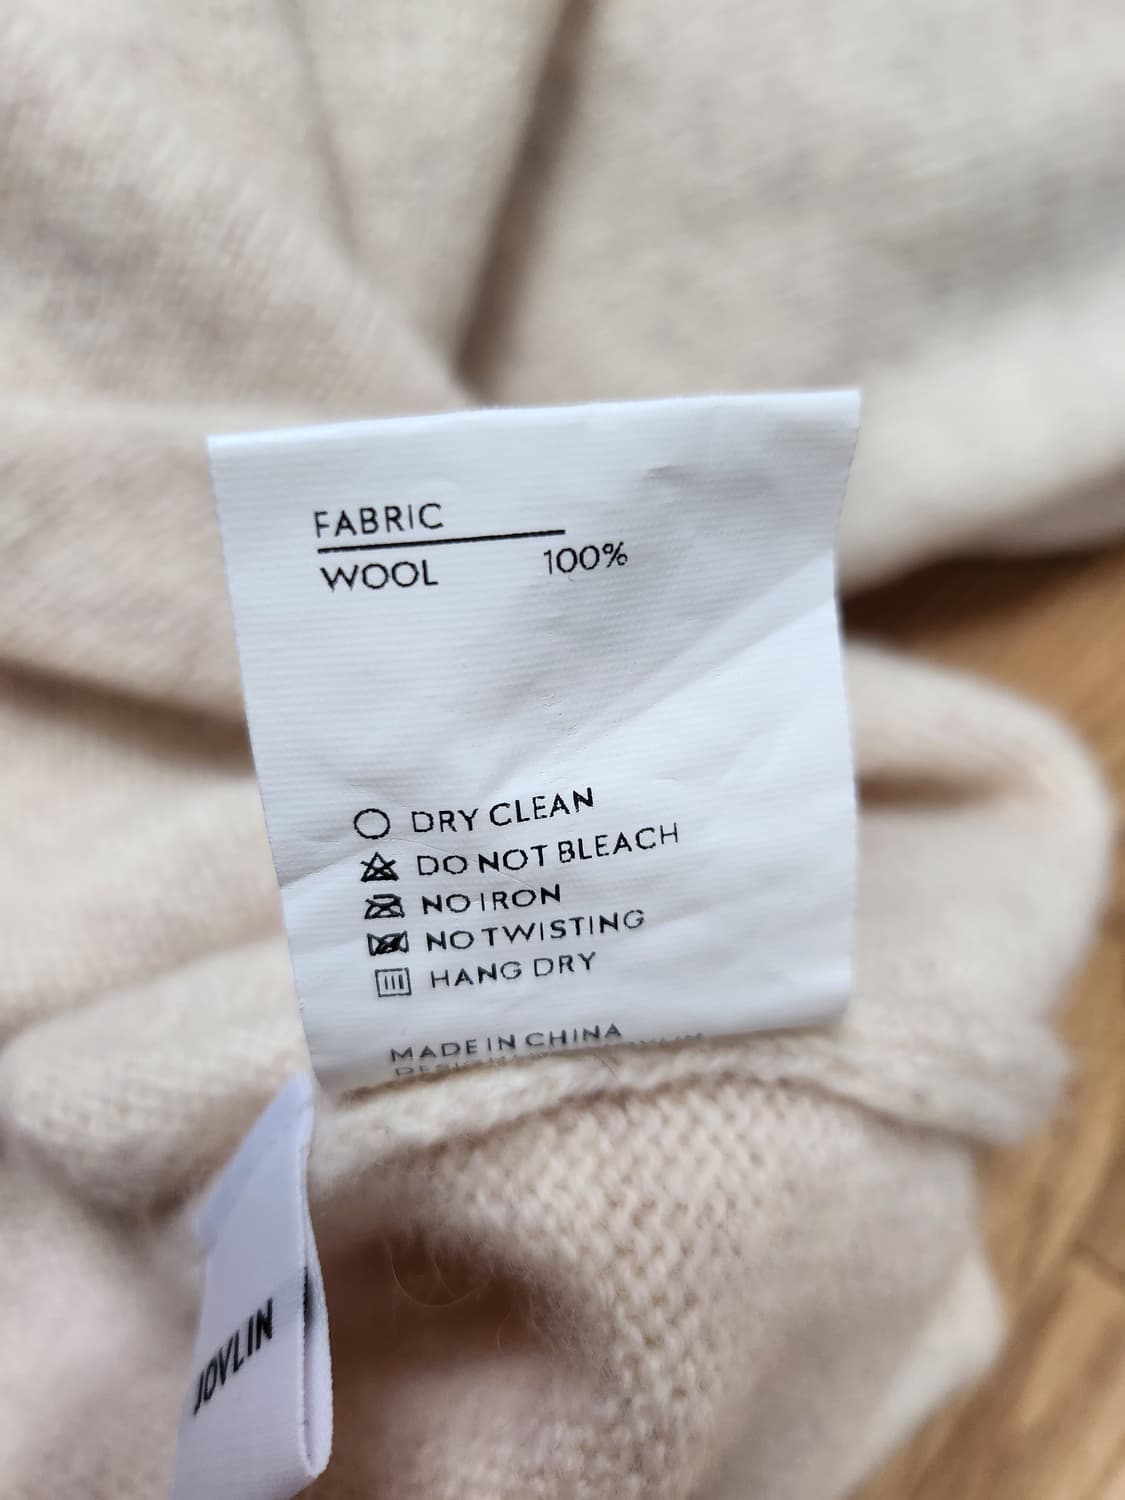 FABRIC
WOOL 100%
DRY CLEAN
DO NOT BLEACH
NO IRON
NO TWISTING
HANG DRY
MADE IN CHINA
JOVLIN